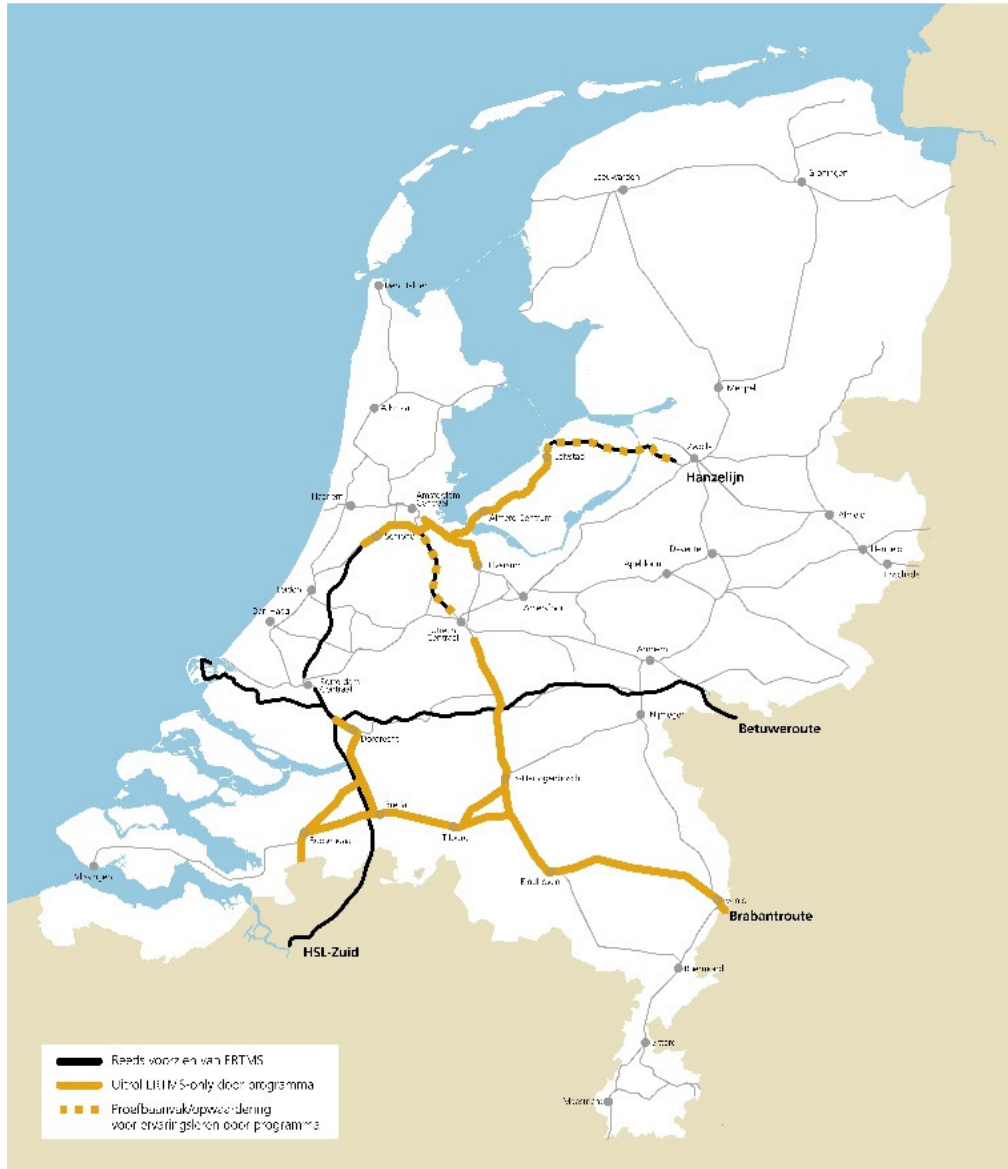 Leeuwarden
Groningen
Den Helder
Meppel
Alkmaar
Zwolle
Lelystad
Hanzelijn
Haarlem
Amsterdam
Centraal
Almere Centrum
Almelo
Schiphol
Deventer
Hengelo
Hilversum
Apeldoorn
Enschede
Leiden
Amersfoort
Den Haag
Utrecht
Centraal
Arnhem
Rotterdam
Centraal
Nijmegen
Betuweroute
Dordrecht
's-Hertogenbosch
Breda
Roosendaal
Tilburg
Vlissingen
Eindhoven
Venlo
Brabantroute
HSL-Zuid
Roermond
Sittard
Maastricht
Reeds voorzien van ERTMS
Uitrol ERTMS-only door programma
Proefbaanvak/opwaardering
voor ervaringsleren door programma